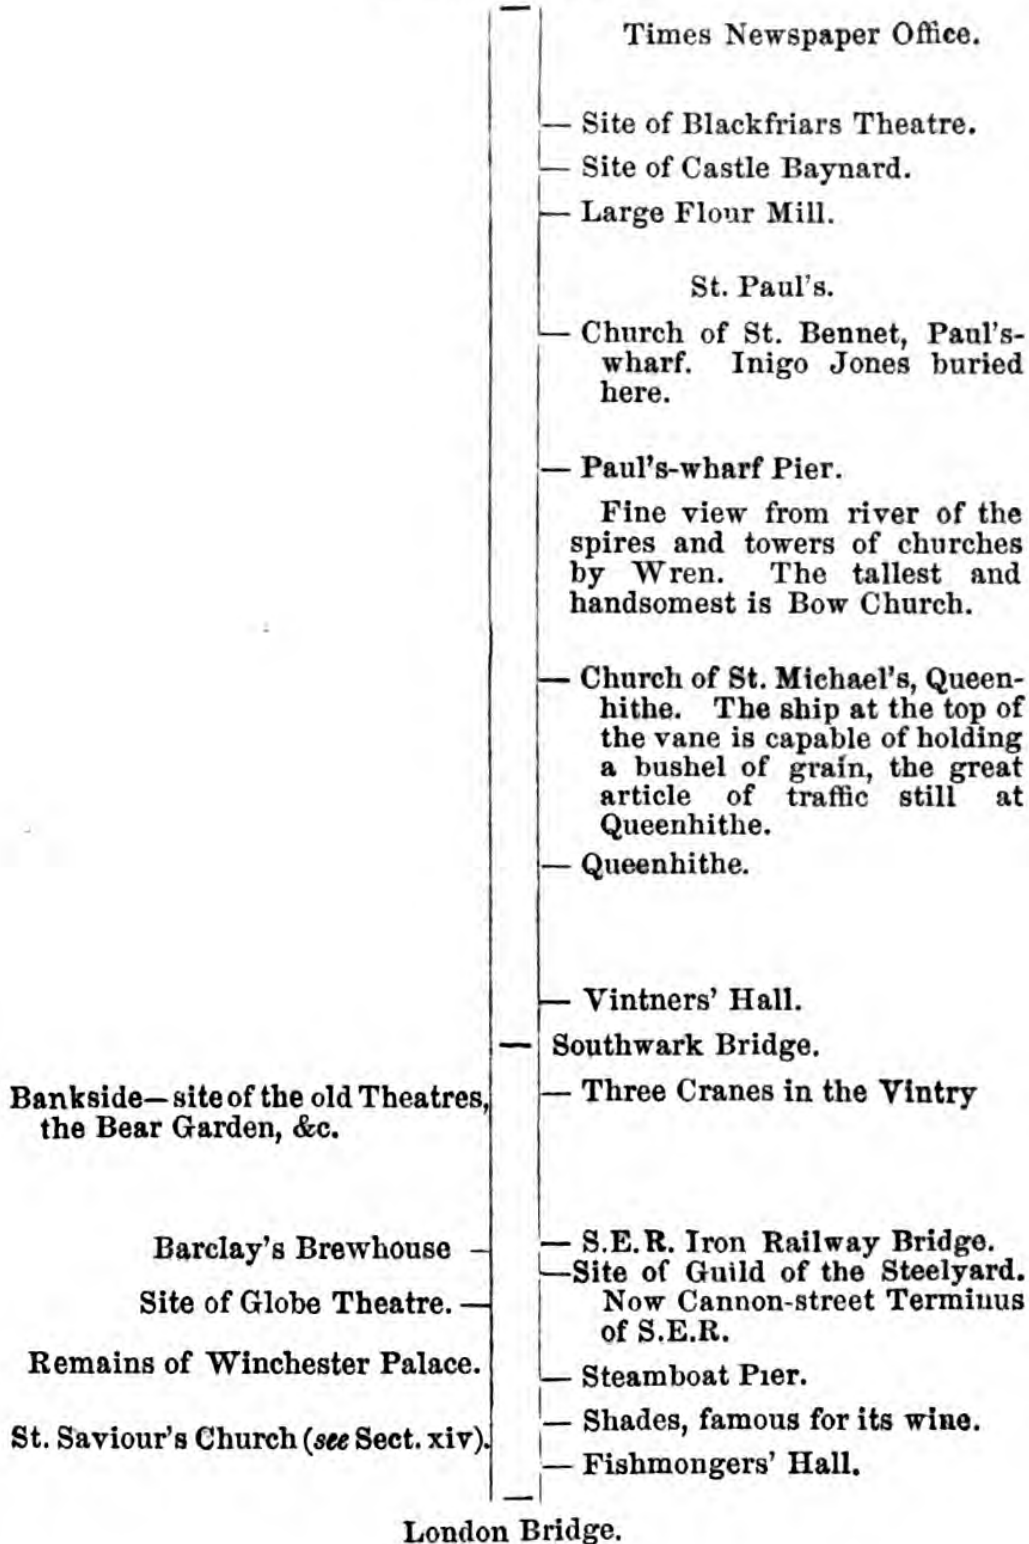 Times Newspaper Office.
Site of Blackfriars Theatre.
Site of Castle Baynard.
Large Flour Mill.
St. Paul's.
Church of St. Bennet, Paul's-
wharf. Inigo Jones buried
here.
Paul's-wharf Pier.
Fine view from river of the
spires and towers of churches
by Wren. The tallest and
handsomest is Bow Church.
Church of St. Michael's, Queen-
hithe. The ship at the top of
the vane is capable of holding
a bushel of grain, the great
article of traffic still at
Queenhithe.
Queenhithe.
Vintners' Hall.
Southwark Bridge.
Bankside—site of the old Theatres,
the Bear Garden, &c.
Three Cranes in the Vintry
Barclay's Brewhouse
S.E.R. Iron Railway Bridge.
Site of Guild of the Steelyard.
Now Cannon-street Terminus
of S.E.R.
Site of Globe Theatre.
Remains of Winchester Palace.
Steamboat Pier.
St. Saviour's Church (see Sect. xiv).
Shades, famous for its wine.
Fishmongers' Hall.
London Bridge.